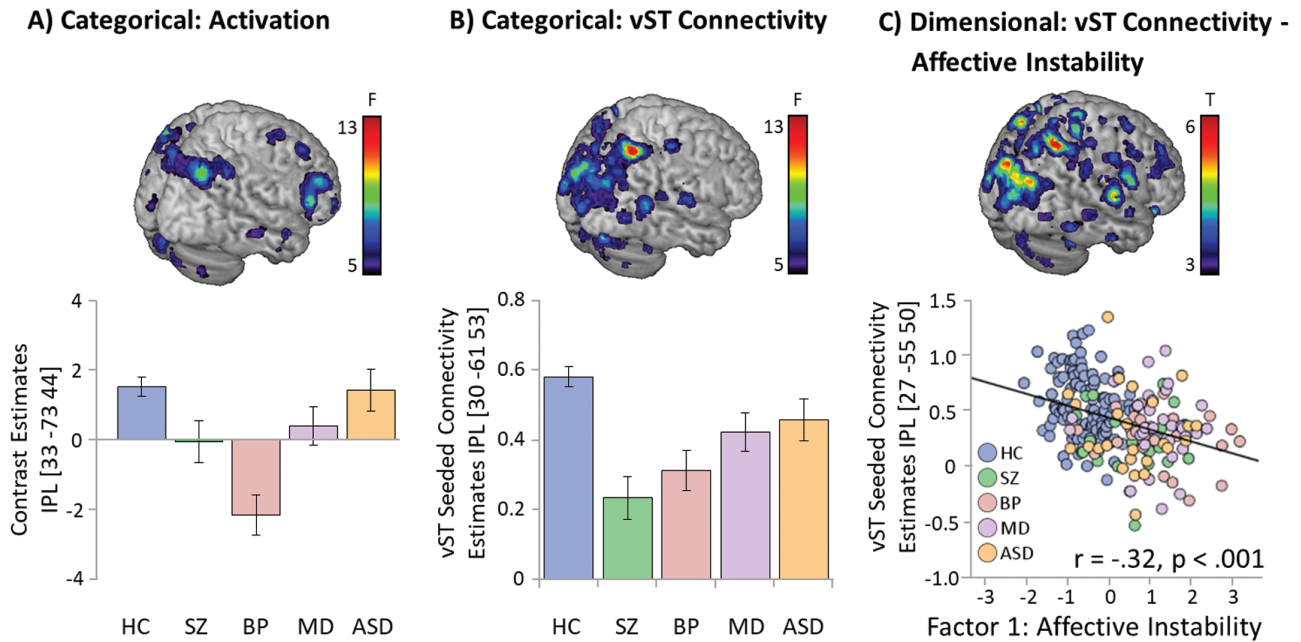 A) Categorical: Activation
F
13
5
4
2
0
-2
-4
Contrast Estimates
IPL [33 -73 44]
HC SZ BP MD ASD
B) Categorical: vST Connectivity
F
13
5
0.8
0.6
0.4
0.2
0
vST Seeded Connectivity
Estimates IPL [30 -61 53]
HC SZ BP MD ASD
C) Dimensional: vST Connectivity -
Affective Instability
T
6
3
1.5
1.0
0.5
0
-0.5
-1.0
vST Seeded Connectivity
Estimates IPL [27 -55 50]
HC
SZ
BP
MD
ASD
r = -.32, p < .001
-3 -2 -1 0 1 2 3
Factor 1: Affective Instability